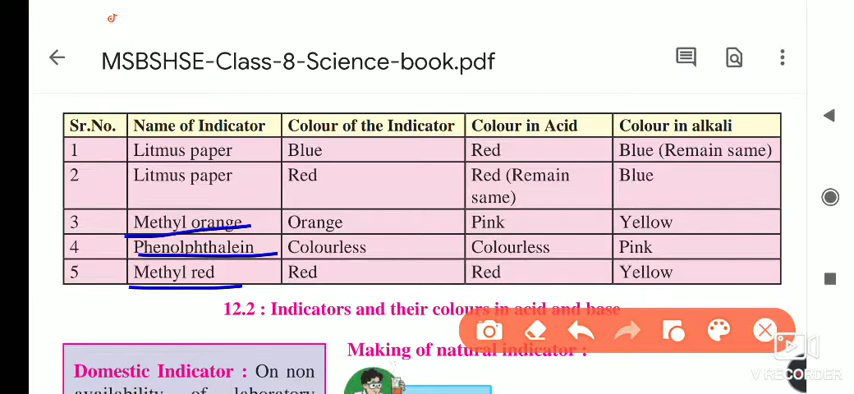 MSBSHSE-Class-8-Science-book.pdf
Sr.No. Name of Indicator Colour of the Indicator Colour in Acid Colour in alkali
1 Litmus paper Blue Red Blue (Remain same)
2 Litmus paper Red Red (Remain same) Blue
3 Methyl orange Orange Pink Yellow
4 Phenolphthalein Colourless Colourless Pink
5 Methyl red Red Red Yellow
12.2 : Indicators and their colours in acid and base
Making of natural indicator :
Domestic Indicator : On non
availability of laboratory
V RECORDER